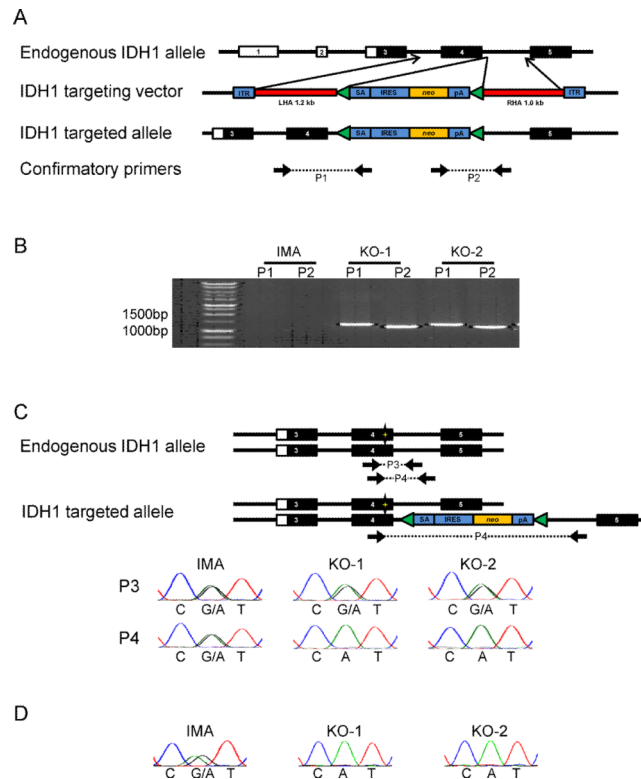 A
Endogenous IDH1 allele
1 2 3 4 5
IDH1 targeting vector
ITR SA IRES neo pA ITR
LHA 1.2 kb RHA 1.0 kb
IDH1 targeted allele
3 4 SA IRES neo pA 5
Confirmatory primers
P1 P2
B
IMA KO-1 KO-2
P1 P2 P1 P2 P1 P2
1500bp
1000bp
C
3 4 5
Endogenous IDH1 allele
3 4 5
P3
P4
IDH1 targeted allele
3 4 5
3 4 SA IRES neo pA 5
P4
IMA KO-1 KO-2
P3
C G/A T C G/A T C G/A T
P4
C G/A T C A T C A T
D
IMA KO-1 KO-2
C G/A T C A T C A T